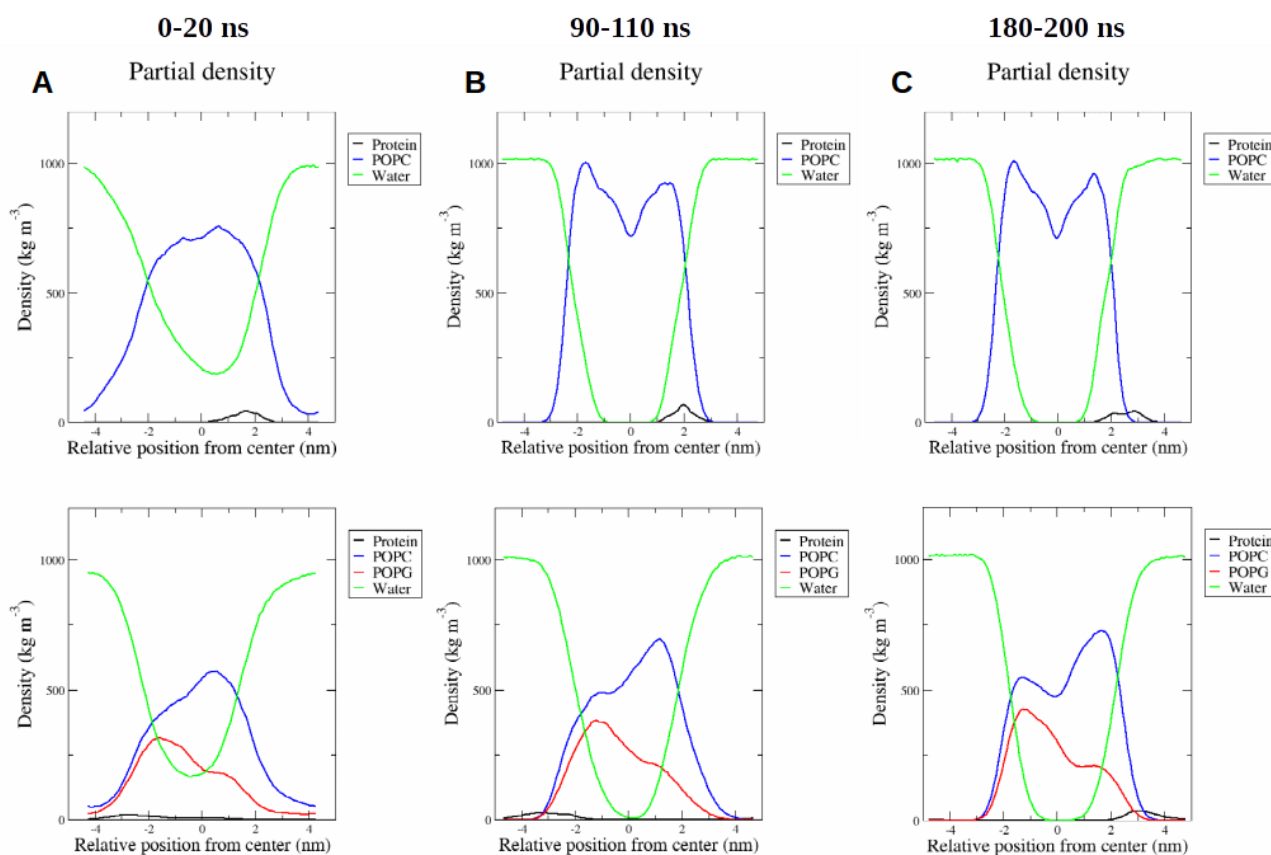 0-20 ns 90-110 ns 180-200 ns
A Partial density
Density (kg m⁻³)
1000
500
0
-4 -2 0 2 4
Relative position from center (nm)
Protein
POPC
Water
B Partial density
Density (kg m⁻³)
1000
500
0
-4 -2 0 2 4
Relative position from center (nm)
Protein
POPC
Water
C Partial density
Density (kg m⁻³)
1000
500
0
-4 -2 0 2 4
Relative position from center (nm)
Protein
POPC
Water
Density (kg m⁻³)
1000
500
0
-4 -2 0 2 4
Relative position from center (nm)
Protein
POPC
POPG
Water
Density (kg m⁻³)
1000
500
0
-4 -2 0 2 4
Relative position from center (nm)
Protein
POPC
POPG
Water
Density (kg m⁻³)
1000
500
0
-4 -2 0 2 4
Relative position from center (nm)
Protein
POPC
POPG
Water